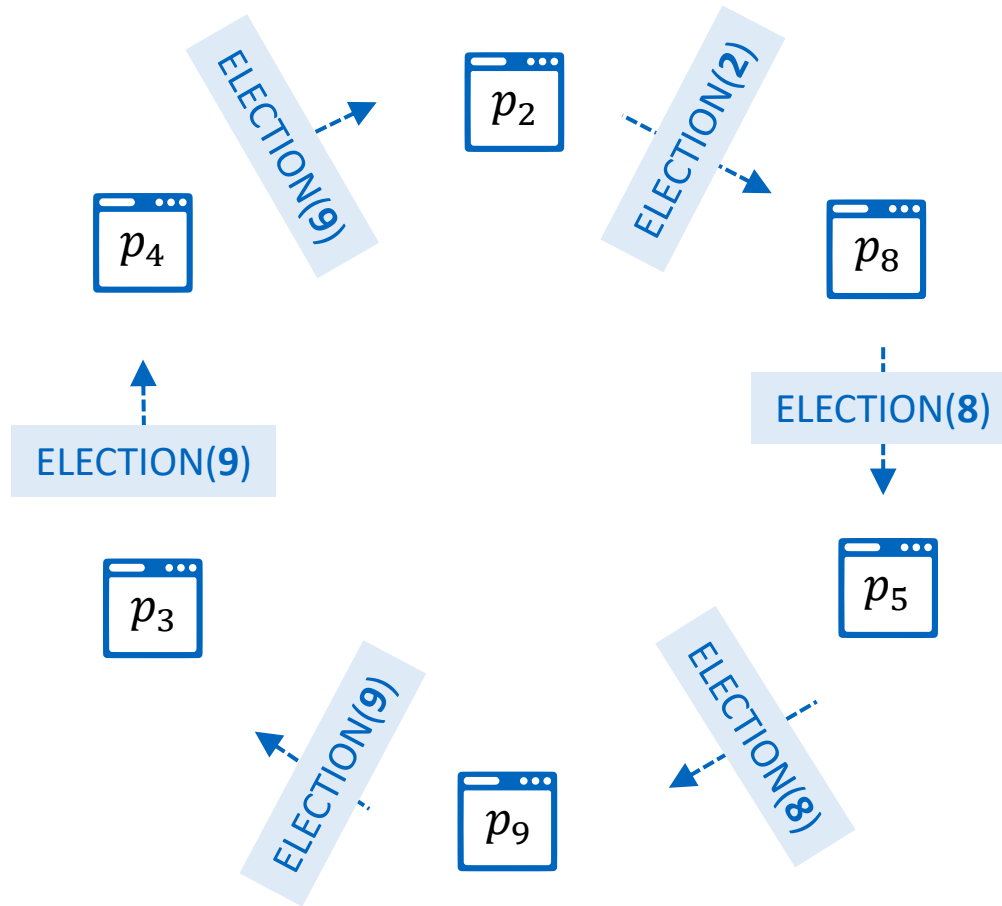 ELECTION(9)
p₂
ELECTION(2)
p₄
p₈
ELECTION(9)
ELECTION(8)
p₃
p₅
ELECTION(9)
p₉
ELECTION(8)